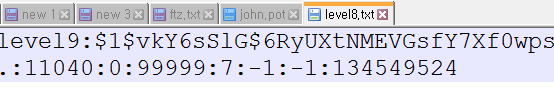 new 1 new 3 ftz,txt john,pot level8,txt
level9:$1$vkY6sSlG$6RyUXtNMEVGsfY7Xf0wps
.:11040:0:99999:7:-1:-1:134549524